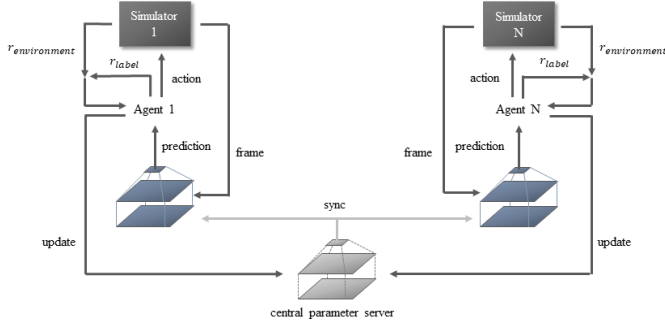 Simulator
1
Simulator
N
r_environment
r_environment
r_label
r_label
action
action
Agent 1
Agent N
prediction
frame
frame
prediction
sync
update
update
central parameter server